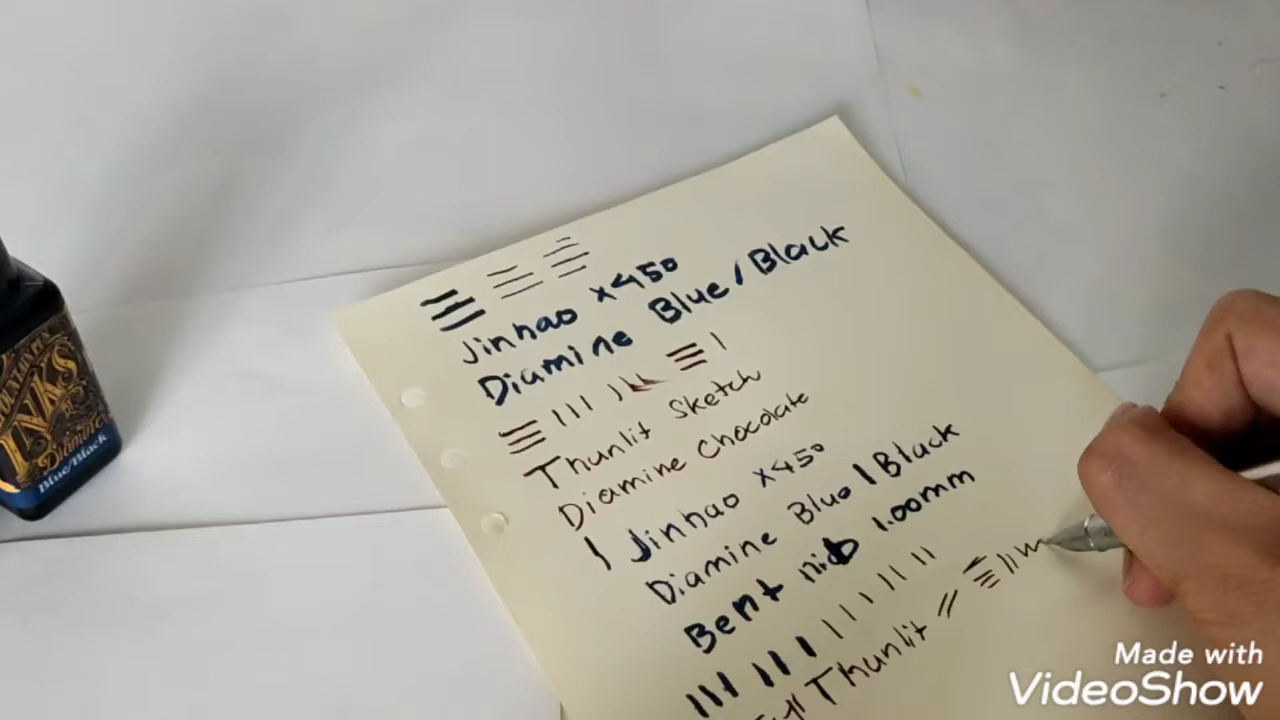 INKS
Diamine
Blue/Black
Jinhao x450
Diamine Blue/Black
Thunlit Sketch
Diamine Chocolate
Jinhao x450
Diamine Blue/Black
Bent nib 1.00mm
Thunlit
Made with
VideoShow